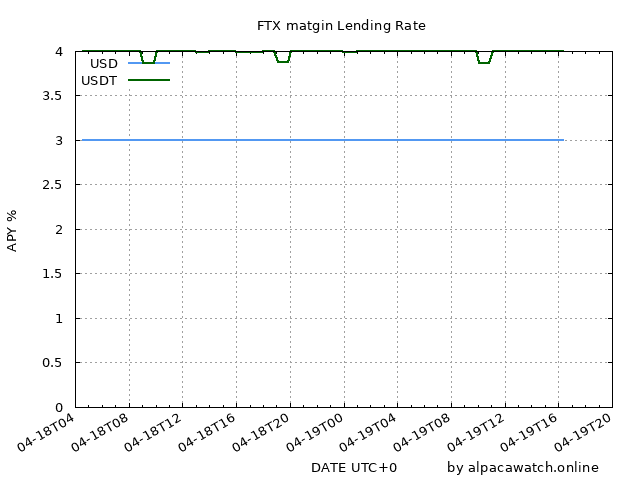 FTX matgin Lending Rate
4
USD
USDT
3.5
3
2.5
2
APY %
1.5
1
0.5
0
04-18T04 04-18T08 04-18T12 04-18T16 04-18T20 04-19T00 04-19T04 04-19T08 04-19T12 04-19T16 04-19T20
DATE UTC+0 by alpacawatch.online